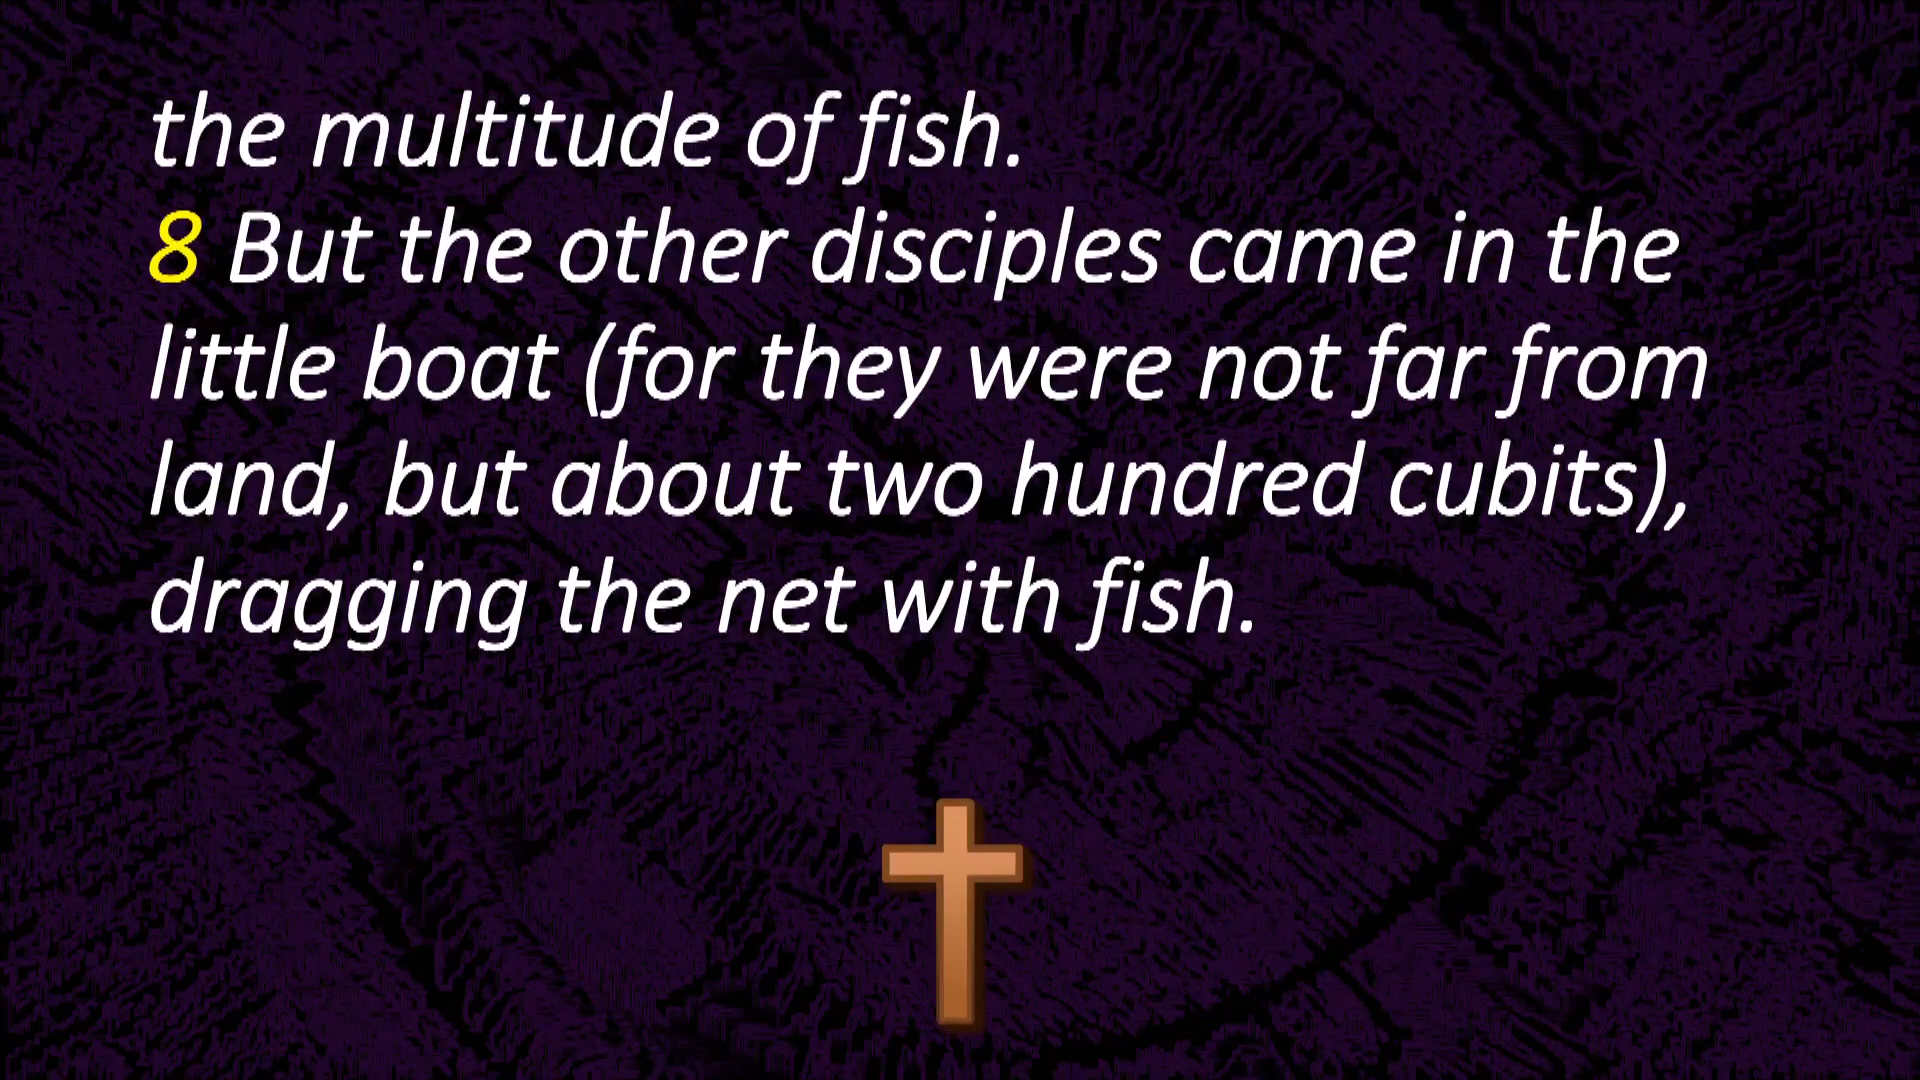 the multitude of fish.
8 But the other disciples came in the
little boat (for they were not far from
land, but about two hundred cubits),
dragging the net with fish.